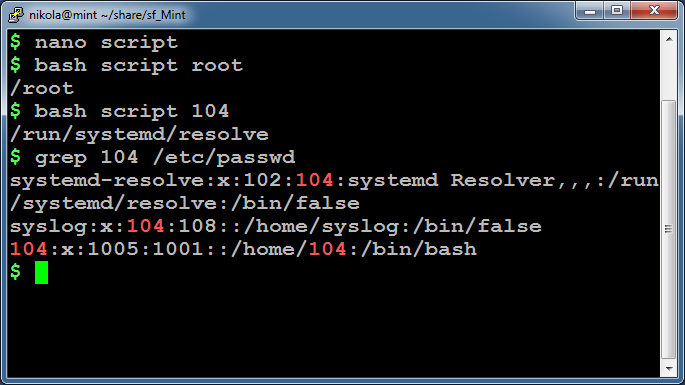 nikola@mint ~/share/sf_Mint
$ nano script
$ bash script root
/root
$ bash script 104
/run/systemd/resolve
$ grep 104 /etc/passwd
systemd-resolve:x:102:104:systemd Resolver,,,:/run
/systemd/resolve:/bin/false
syslog:x:104:108::/home/syslog:/bin/false
104:x:1005:1001::/home/104:/bin/bash
$